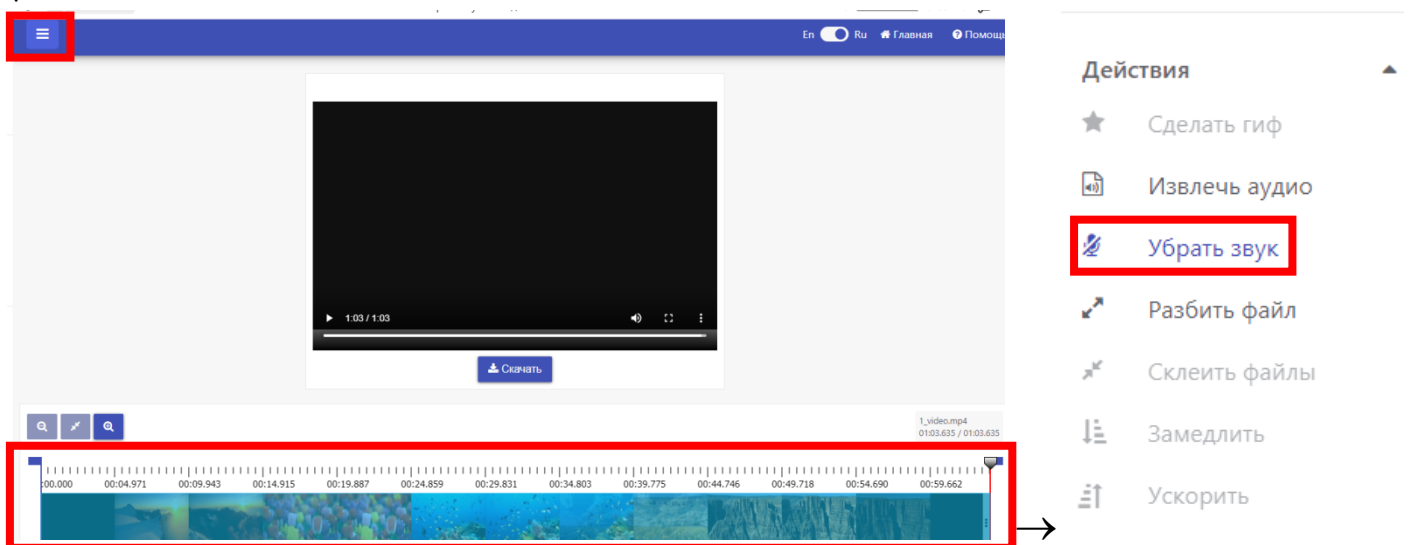 En Ru Главная Помощь
1:03 / 1:03
Скачать
1_video.mp4
01:03.635 / 01:03.635
:00.000 00:04.971 00:09.943 00:14.915 00:19.887 00:24.859 00:29.831 00:34.803 00:39.775 00:44.746 00:49.718 00:54.690 00:59.662
Действия
Сделать гиф
Извлечь аудио
Убрать звук
Разбить файл
Склеить файлы
Замедлить
Ускорить